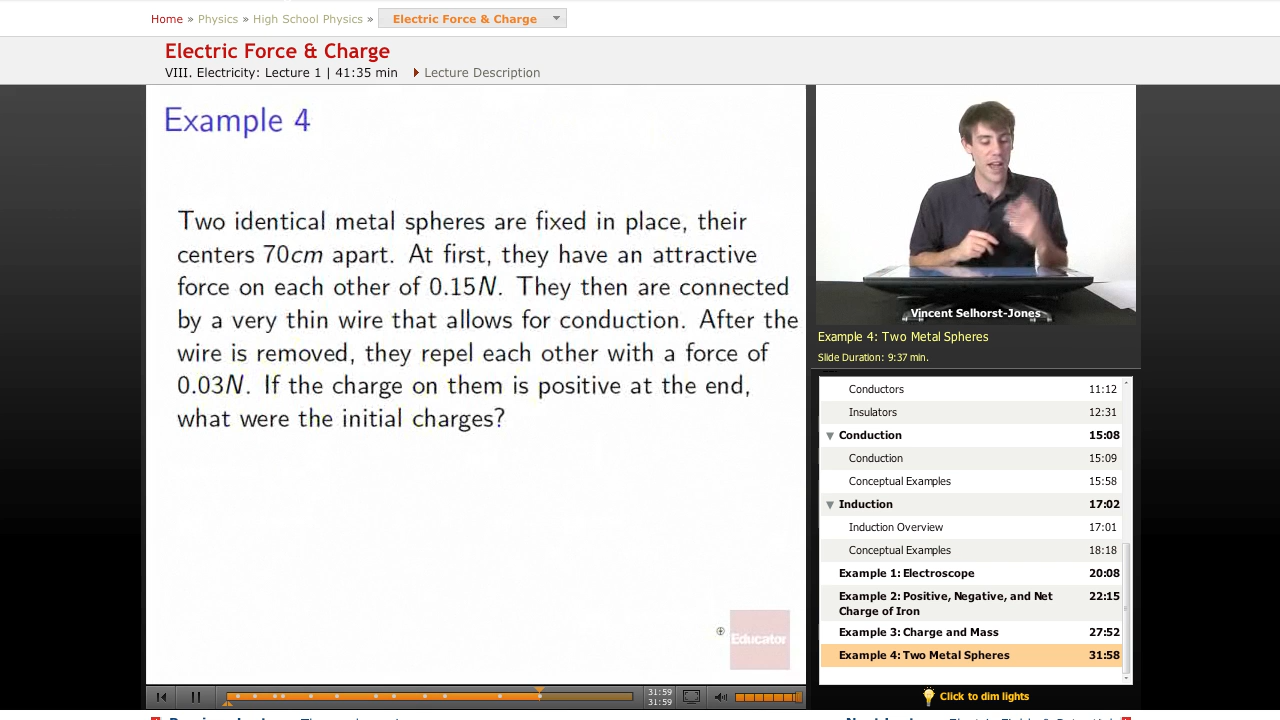 Home » Physics » High School Physics » Electric Force & Charge
Electric Force & Charge
VIII. Electricity: Lecture 1 | 41:35 min Lecture Description
Example 4
Two identical metal spheres are fixed in place, their
centers 70cm apart. At first, they have an attractive
force on each other of 0.15N. They then are connected
by a very thin wire that allows for conduction. After the
wire is removed, they repel each other with a force of
0.03N. If the charge on them is positive at the end,
what were the initial charges?
Educator
31:59
31:59
Vincent Selhorst-Jones
Example 4: Two Metal Spheres
Slide Duration: 9:37 min.
Conductors 11:12
Insulators 12:31
Conduction 15:08
Conduction 15:09
Conceptual Examples 15:58
Induction 17:02
Induction Overview 17:01
Conceptual Examples 18:18
Example 1: Electroscope 20:08
Example 2: Positive, Negative, and Net 22:15
Charge of Iron
Example 3: Charge and Mass 27:52
Example 4: Two Metal Spheres 31:58
Click to dim lights